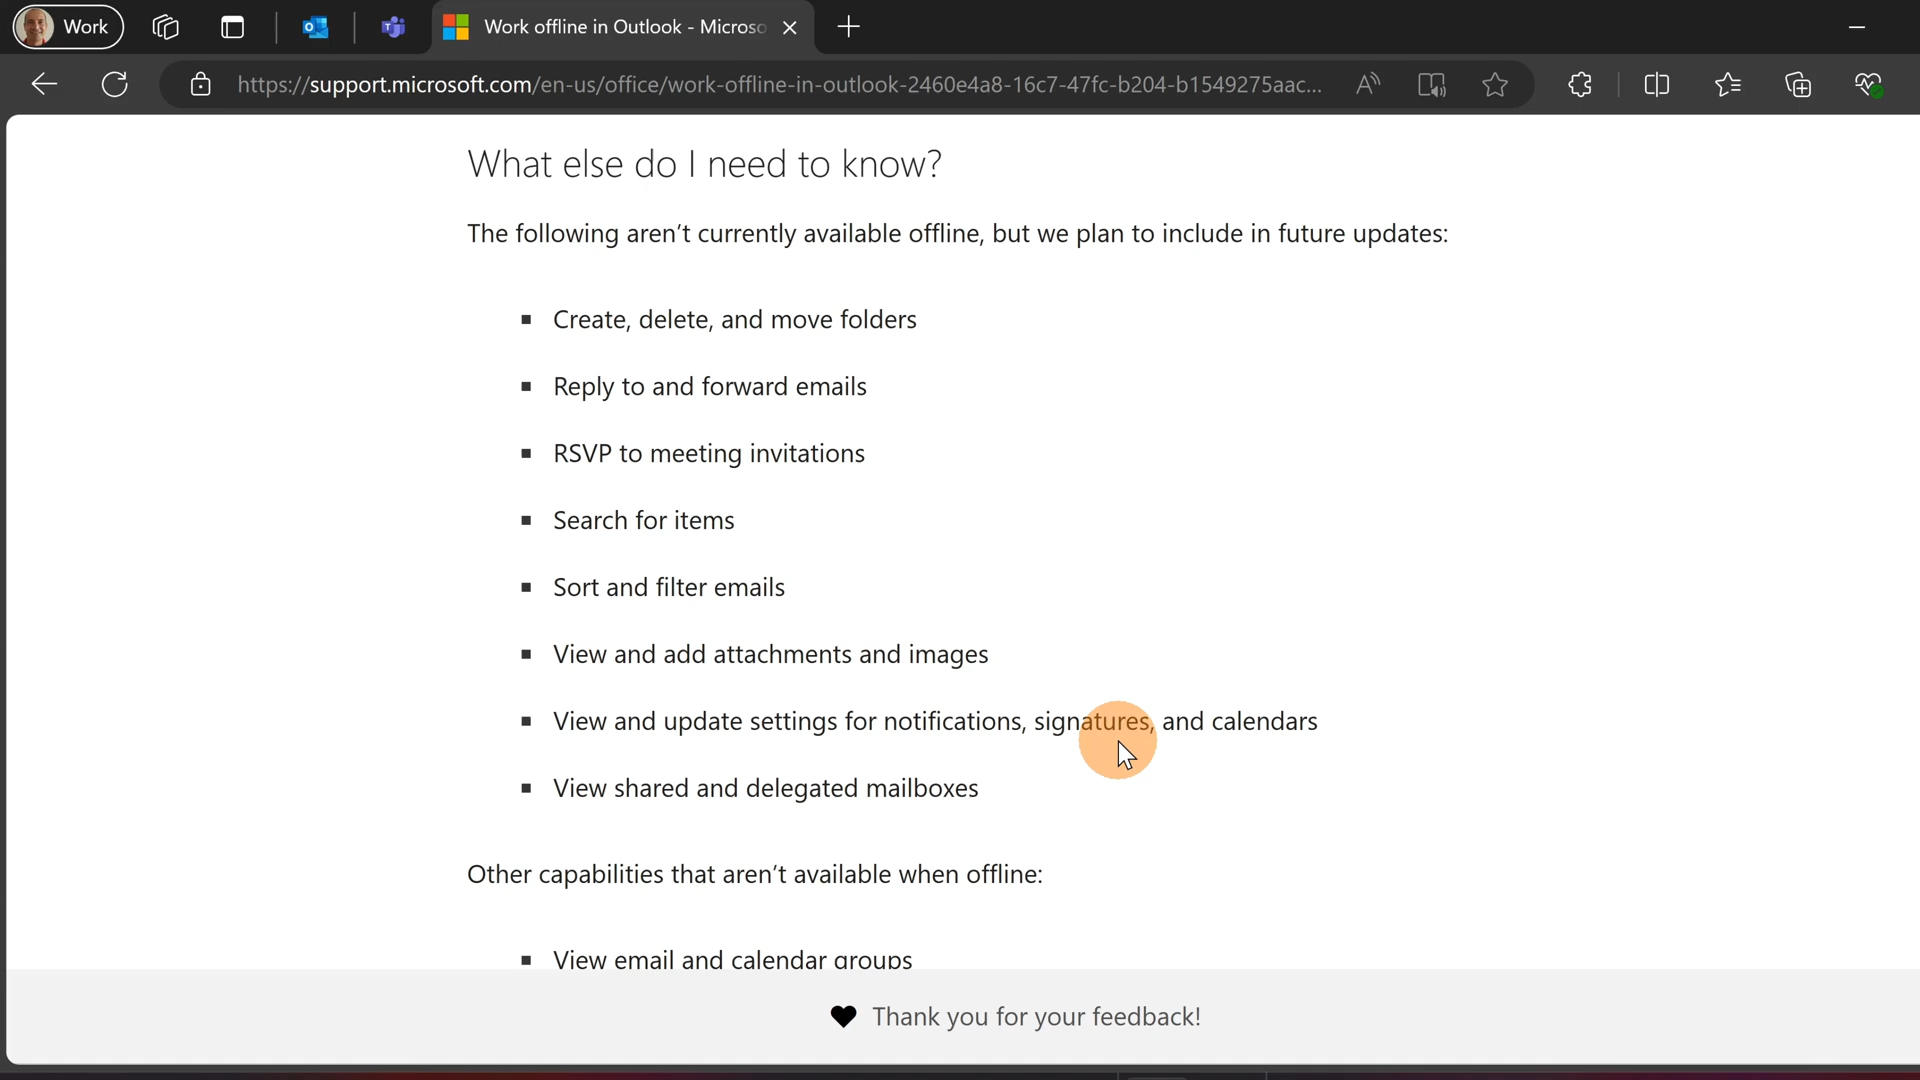 Work
Work offline in Outlook - Microso
https://support.microsoft.com/en-us/office/work-offline-in-outlook-2460e4a8-16c7-47fc-b204-b1549275aac...
What else do I need to know?
The following aren’t currently available offline, but we plan to include in future updates:
Create, delete, and move folders
Reply to and forward emails
RSVP to meeting invitations
Search for items
Sort and filter emails
View and add attachments and images
View and update settings for notifications, signatures, and calendars
View shared and delegated mailboxes
Other capabilities that aren’t available when offline:
View email and calendar groups
Thank you for your feedback!